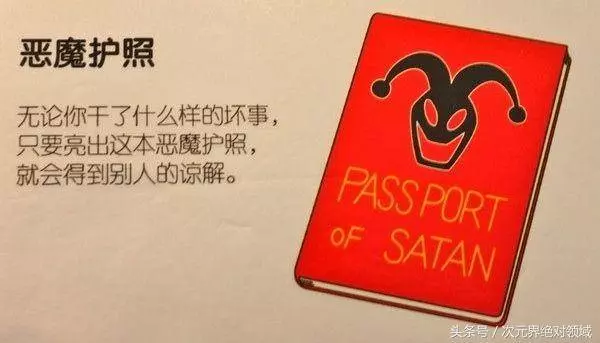 恶魔护照
无论你干了什么样的坏事，
只要亮出这本恶魔护照，
就会得到别人的谅解。
PASSPORT
OF SATAN
头条号/次元界绝对领域